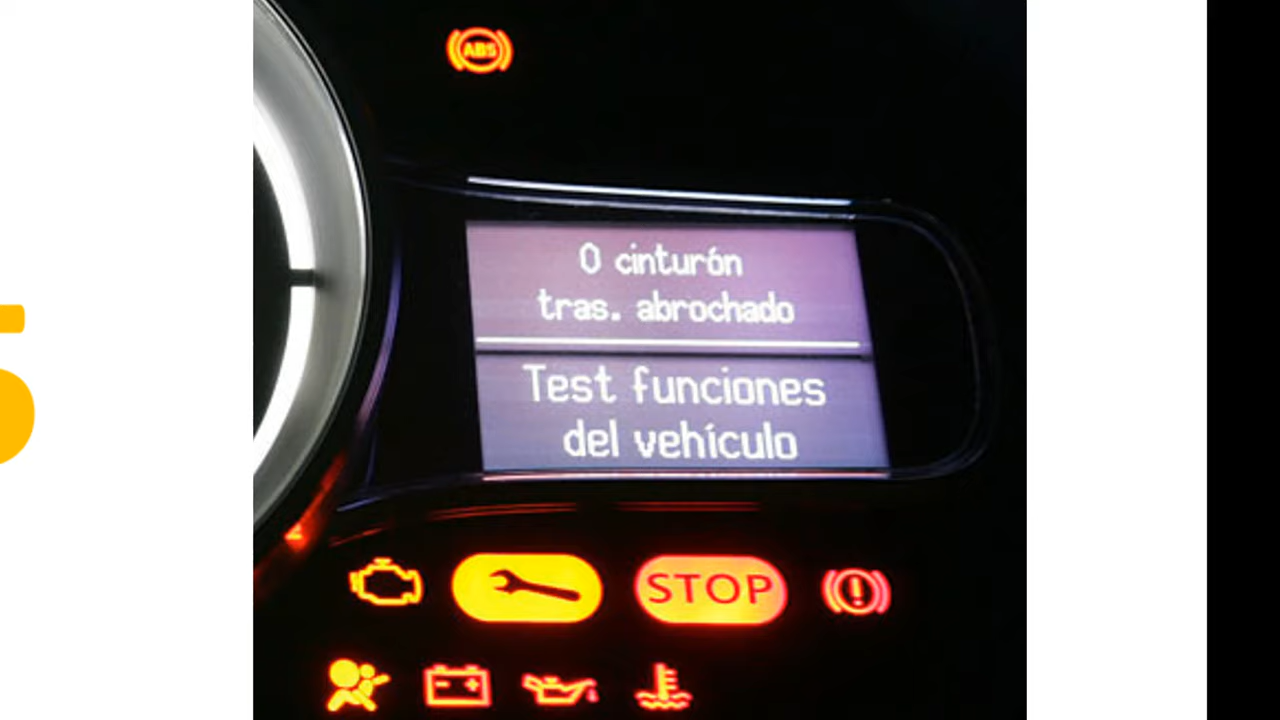 ABS
0 cinturón
tras. abrochado
Test funciones
del vehículo
STOP